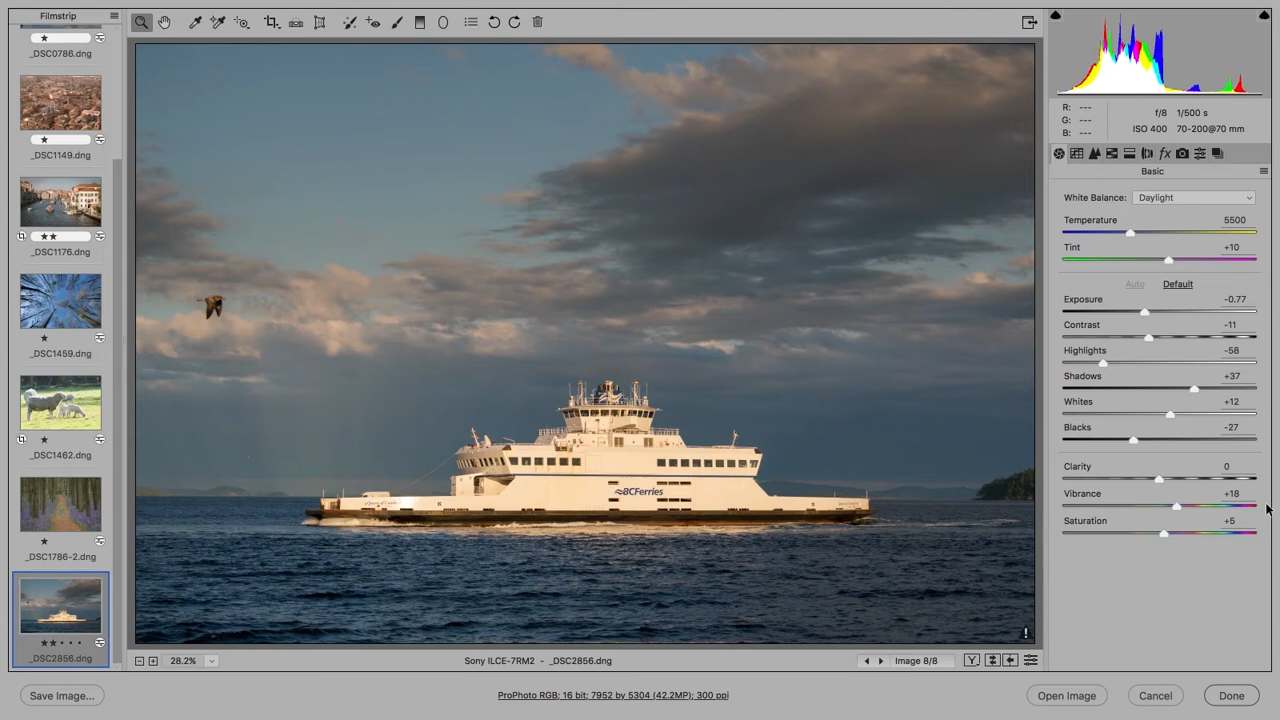 Filmstrip
_DSC0786.dng
_DSC1149.dng
_DSC1176.dng
_DSC1459.dng
_DSC1462.dng
_DSC1786-2.dng
_DSC2856.dng
BCFerries
28.2%
Sony ILCE-7RM2 - _DSC2856.dng
Image 8/8
Y
R: ---
G: ---
B: ---
f/8 1/500 s
ISO 400 70-200@70 mm
fx
Basic
White Balance: Daylight
Temperature 5500
Tint +10
Auto Default
Exposure -0.77
Contrast -11
Highlights -58
Shadows +37
Whites +12
Blacks -27
Clarity 0
Vibrance +18
Saturation +5
Save Image...
ProPhoto RGB; 16 bit; 7952 by 5304 (42.2MP); 300 ppi
Open Image
Cancel
Done